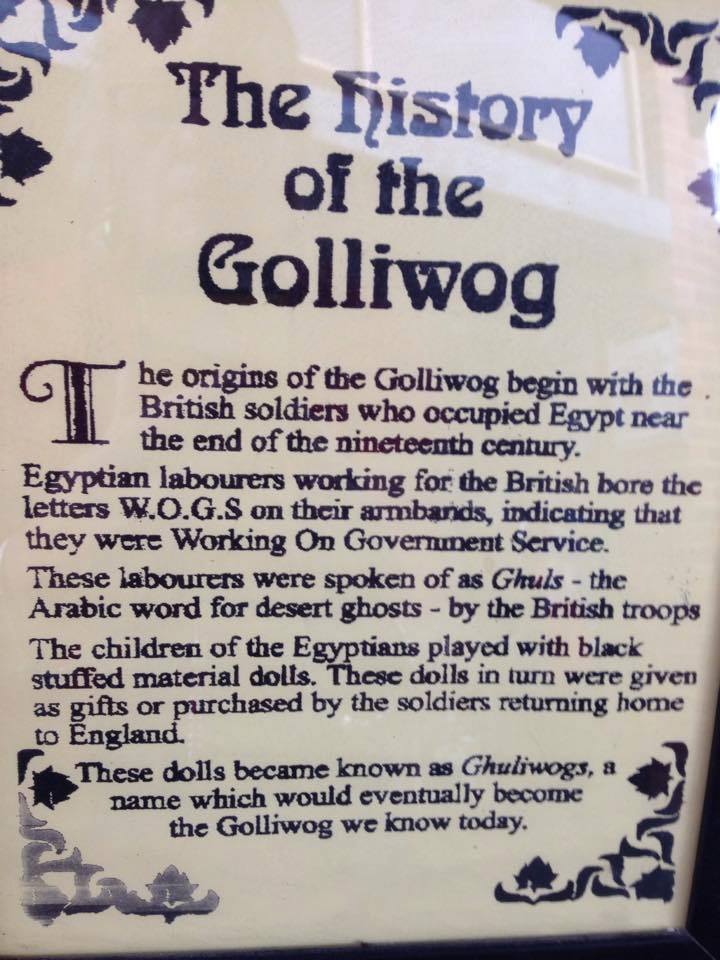 The History
of the
Golliwog
The origins of the Golliwog begin with the
British soldiers who occupied Egypt near
the end of the nineteenth century.
Egyptian labourers working for the British bore the
letters W.O.G.S on their armbands, indicating that
they were Working On Government Service.
These labourers were spoken of as Ghuls - the
Arabic word for desert ghosts - by the British troops
The children of the Egyptians played with black
stuffed material dolls. These dolls in turn were given
as gifts or purchased by the soldiers returning home
to England.
These dolls became known as Ghuliwogs, a
name which would eventually become
the Golliwog we know today.